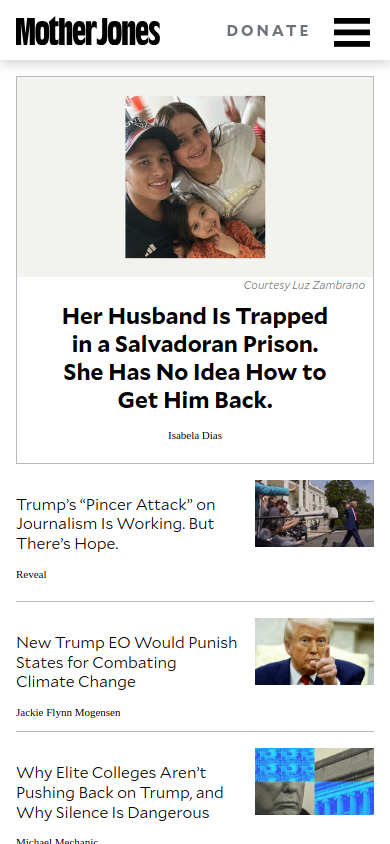 Mother Jones
DONATE
Courtesy Luz Zambrano
Her Husband Is Trapped
in a Salvadoran Prison.
She Has No Idea How to
Get Him Back.
Isabela Dias
Trump’s “Pincer Attack” on
Journalism Is Working. But
There’s Hope.
Reveal
New Trump EO Would Punish
States for Combating
Climate Change
Jackie Flynn Mogensen
Why Elite Colleges Aren’t
Pushing Back on Trump, and
Why Silence Is Dangerous
Michael Mechanic